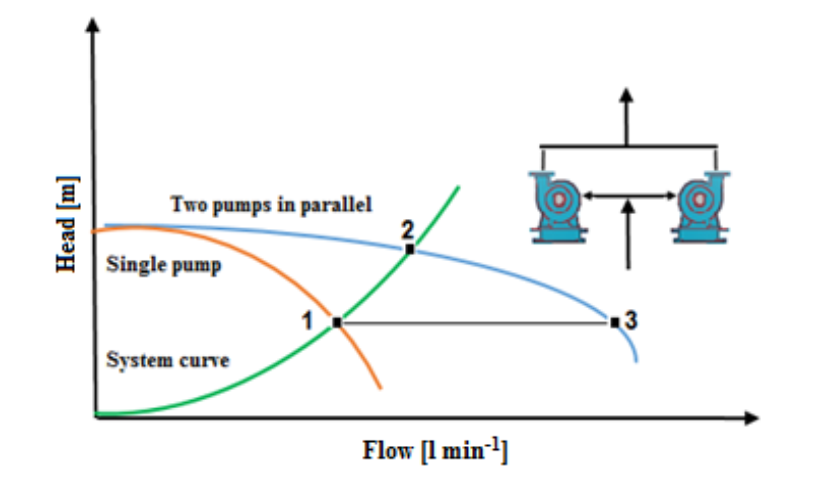 Two pumps in parallel
2
Head [m]
Single pump
1
3
System curve
Flow [l min⁻¹]